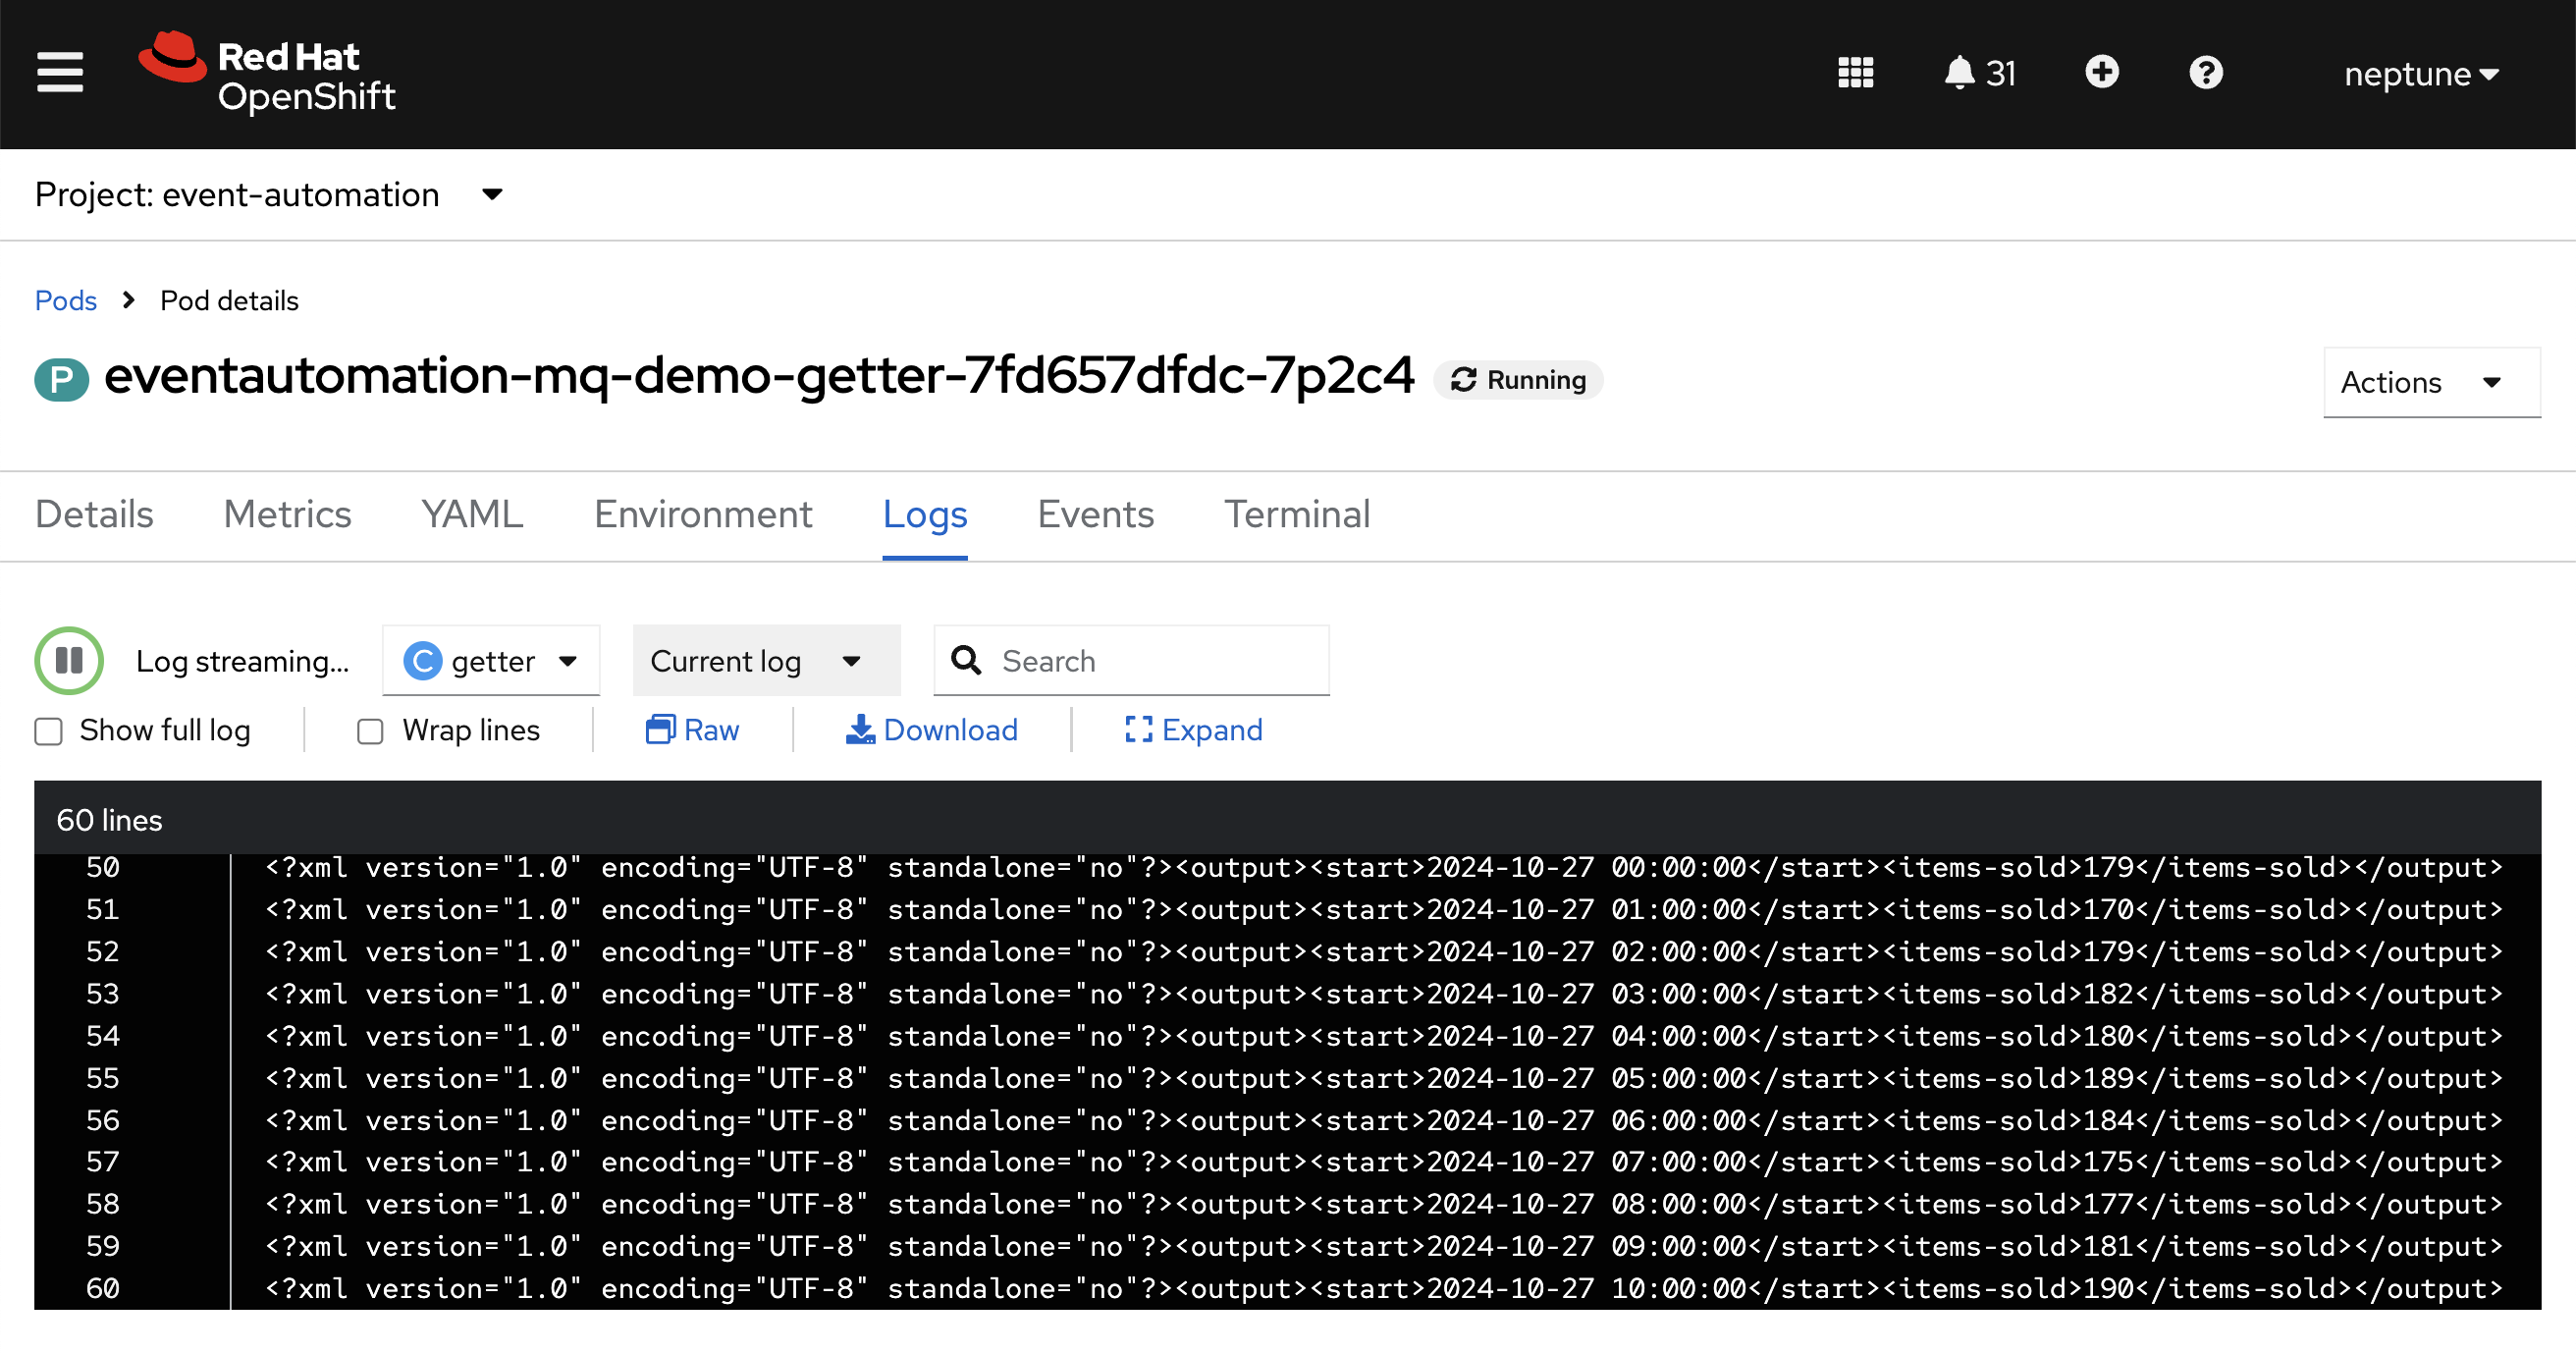 Red Hat
OpenShift
31
neptune
Project: event-automation
Pods
Pod details
P
eventautomation-mq-demo-getter-7fd657dfdc-7p2c4
Running
Actions
Details Metrics YAML Environment Logs Events Terminal
Log streaming...
C getter
Current log
Search
Show full log
Wrap lines
Raw
Download
Expand
60 lines
50 <?xml version="1.0" encoding="UTF-8" standalone="no"?><output><start>2024-10-27 00:00:00</start><items-sold>179</items-sold></output>
51 <?xml version="1.0" encoding="UTF-8" standalone="no"?><output><start>2024-10-27 01:00:00</start><items-sold>170</items-sold></output>
52 <?xml version="1.0" encoding="UTF-8" standalone="no"?><output><start>2024-10-27 02:00:00</start><items-sold>179</items-sold></output>
53 <?xml version="1.0" encoding="UTF-8" standalone="no"?><output><start>2024-10-27 03:00:00</start><items-sold>182</items-sold></output>
54 <?xml version="1.0" encoding="UTF-8" standalone="no"?><output><start>2024-10-27 04:00:00</start><items-sold>180</items-sold></output>
55 <?xml version="1.0" encoding="UTF-8" standalone="no"?><output><start>2024-10-27 05:00:00</start><items-sold>189</items-sold></output>
56 <?xml version="1.0" encoding="UTF-8" standalone="no"?><output><start>2024-10-27 06:00:00</start><items-sold>184</items-sold></output>
57 <?xml version="1.0" encoding="UTF-8" standalone="no"?><output><start>2024-10-27 07:00:00</start><items-sold>175</items-sold></output>
58 <?xml version="1.0" encoding="UTF-8" standalone="no"?><output><start>2024-10-27 08:00:00</start><items-sold>177</items-sold></output>
59 <?xml version="1.0" encoding="UTF-8" standalone="no"?><output><start>2024-10-27 09:00:00</start><items-sold>181</items-sold></output>
60 <?xml version="1.0" encoding="UTF-8" standalone="no"?><output><start>2024-10-27 10:00:00</start><items-sold>190</items-sold></output>